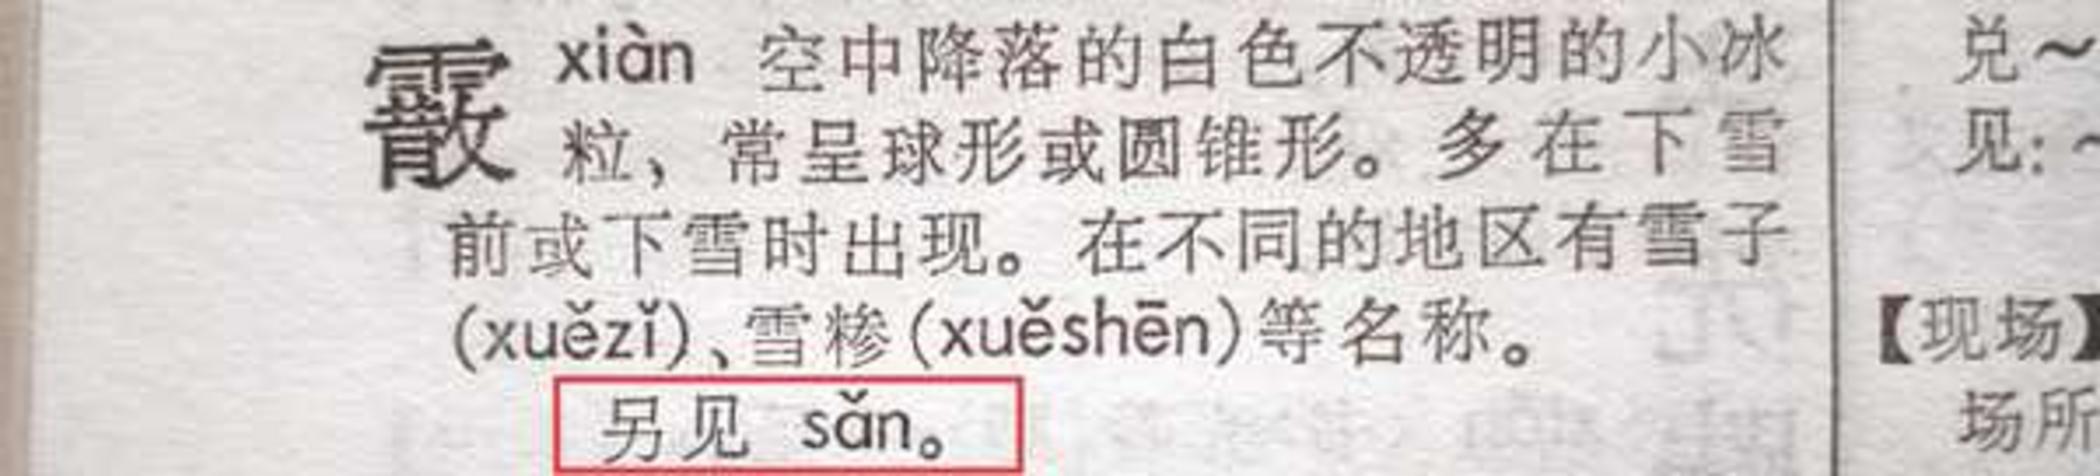 霰 xiàn 空中降落的白色不透明的小冰
粒，常呈球形或圆锥形。多在下雪
前或下雪时出现。在不同的地区有雪子
(xuězǐ)、雪糁(xuěshēn)等名称。
另见 sǎn。
兑～
见：～
【现场】
场所